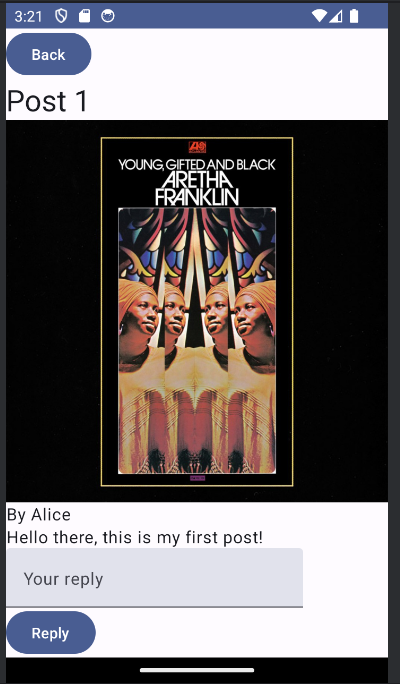 3:21
Back
Post 1
YOUNG, GIFTED AND BLACK
ARETHA
FRANKLIN
By Alice
Hello there, this is my first post!
Your reply
Reply